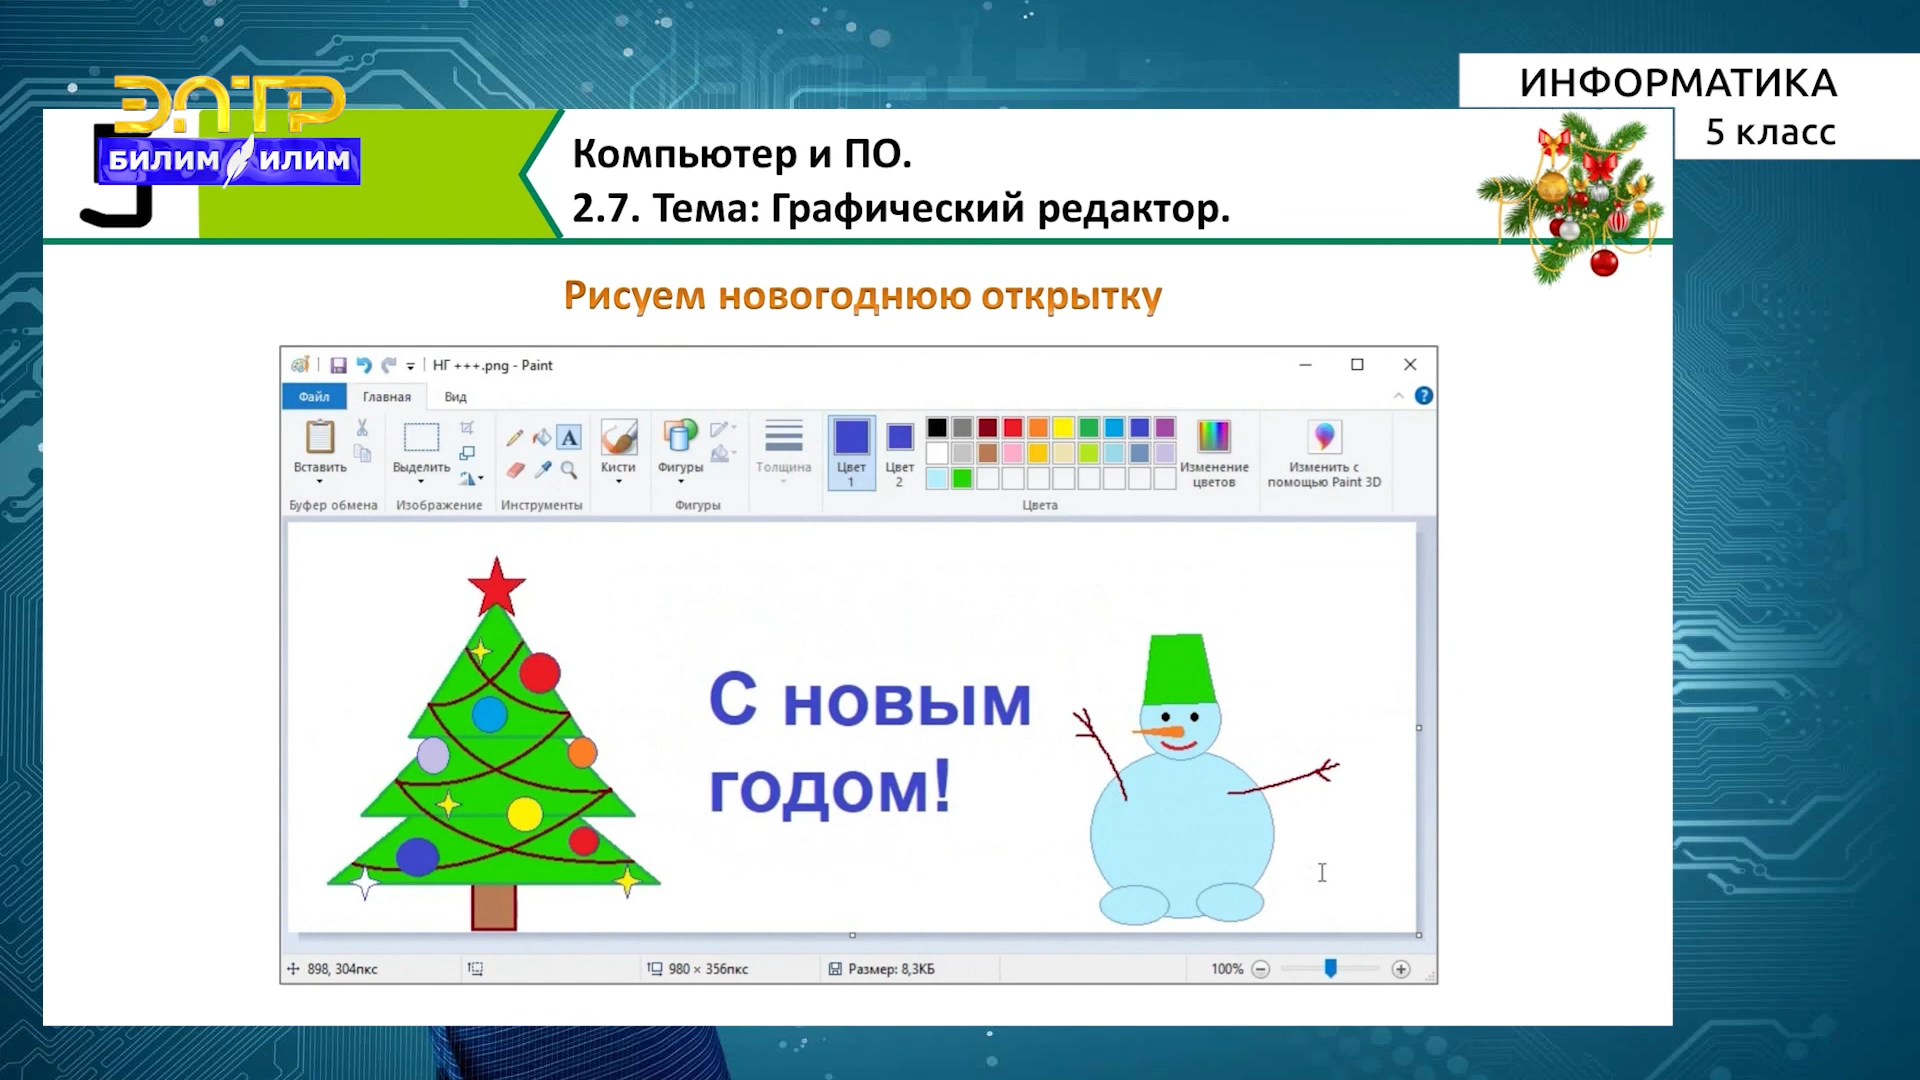 ИНФОРМАТИКА
5 класс
ЭЛТР
БИЛИМ ИЛИМ
5
Компьютер и ПО.
2.7. Тема: Графический редактор.
Рисуем новогоднюю открытку
НГ +++.png - Paint
Файл Главная Вид
Вставить Выделить A Кисти Фигуры Толщина Цвет 1 Цвет 2 Изменение цветов Изменить с помощью Paint 3D
Буфер обмена Изображение Инструменты Фигуры Цвета
С новым
годом!
898, 304пкс 980 × 356пкс Размер: 8,3КБ 100%